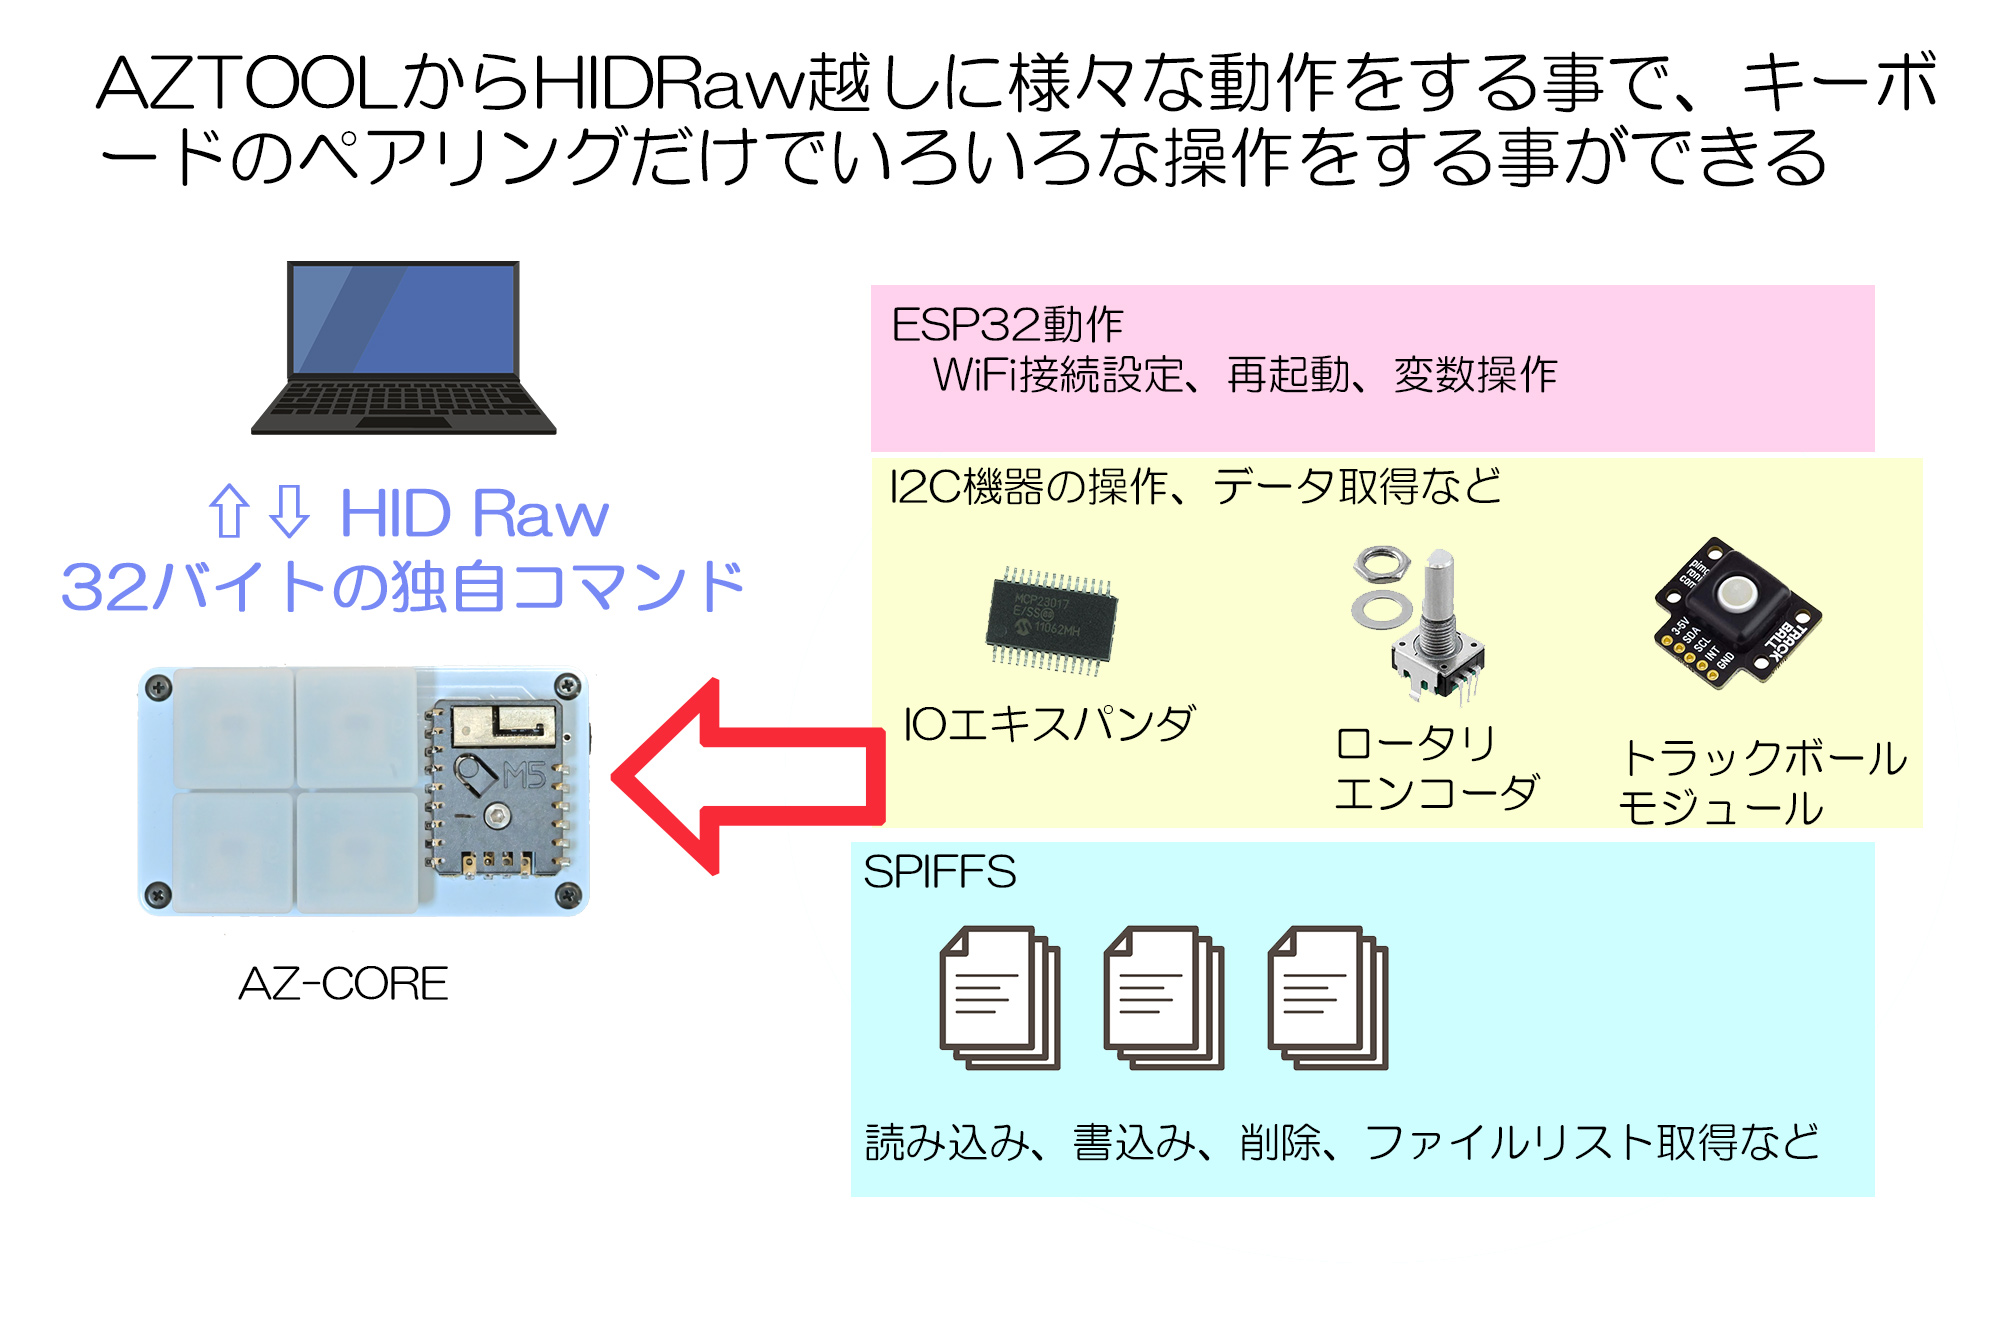 AZTOOLからHIDRaw越しに様々な動作をする事で、キーボ
ードのペアリングだけでいろいろな操作をする事ができる
⇧⇩ HID Raw
32バイトの独自コマンド
M5
AZ-CORE
ESP32動作
WiFi接続設定、再起動、変数操作
I2C機器の操作、データ取得など
MCP23017
E/SS
11062MH
IOエキスパンダ
ロータリ
エンコーダ
pimo
roni
com
3-5V
SDA
SCL
INT
GND
TRACK
BALL
トラックボール
モジュール
SPIFFS
読み込み、書込み、削除、ファイルリスト取得など